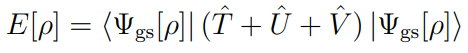 E[ρ] = ⟨Ψ_gs[ρ]| (T̂ + Û + V̂) |Ψ_gs[ρ]⟩